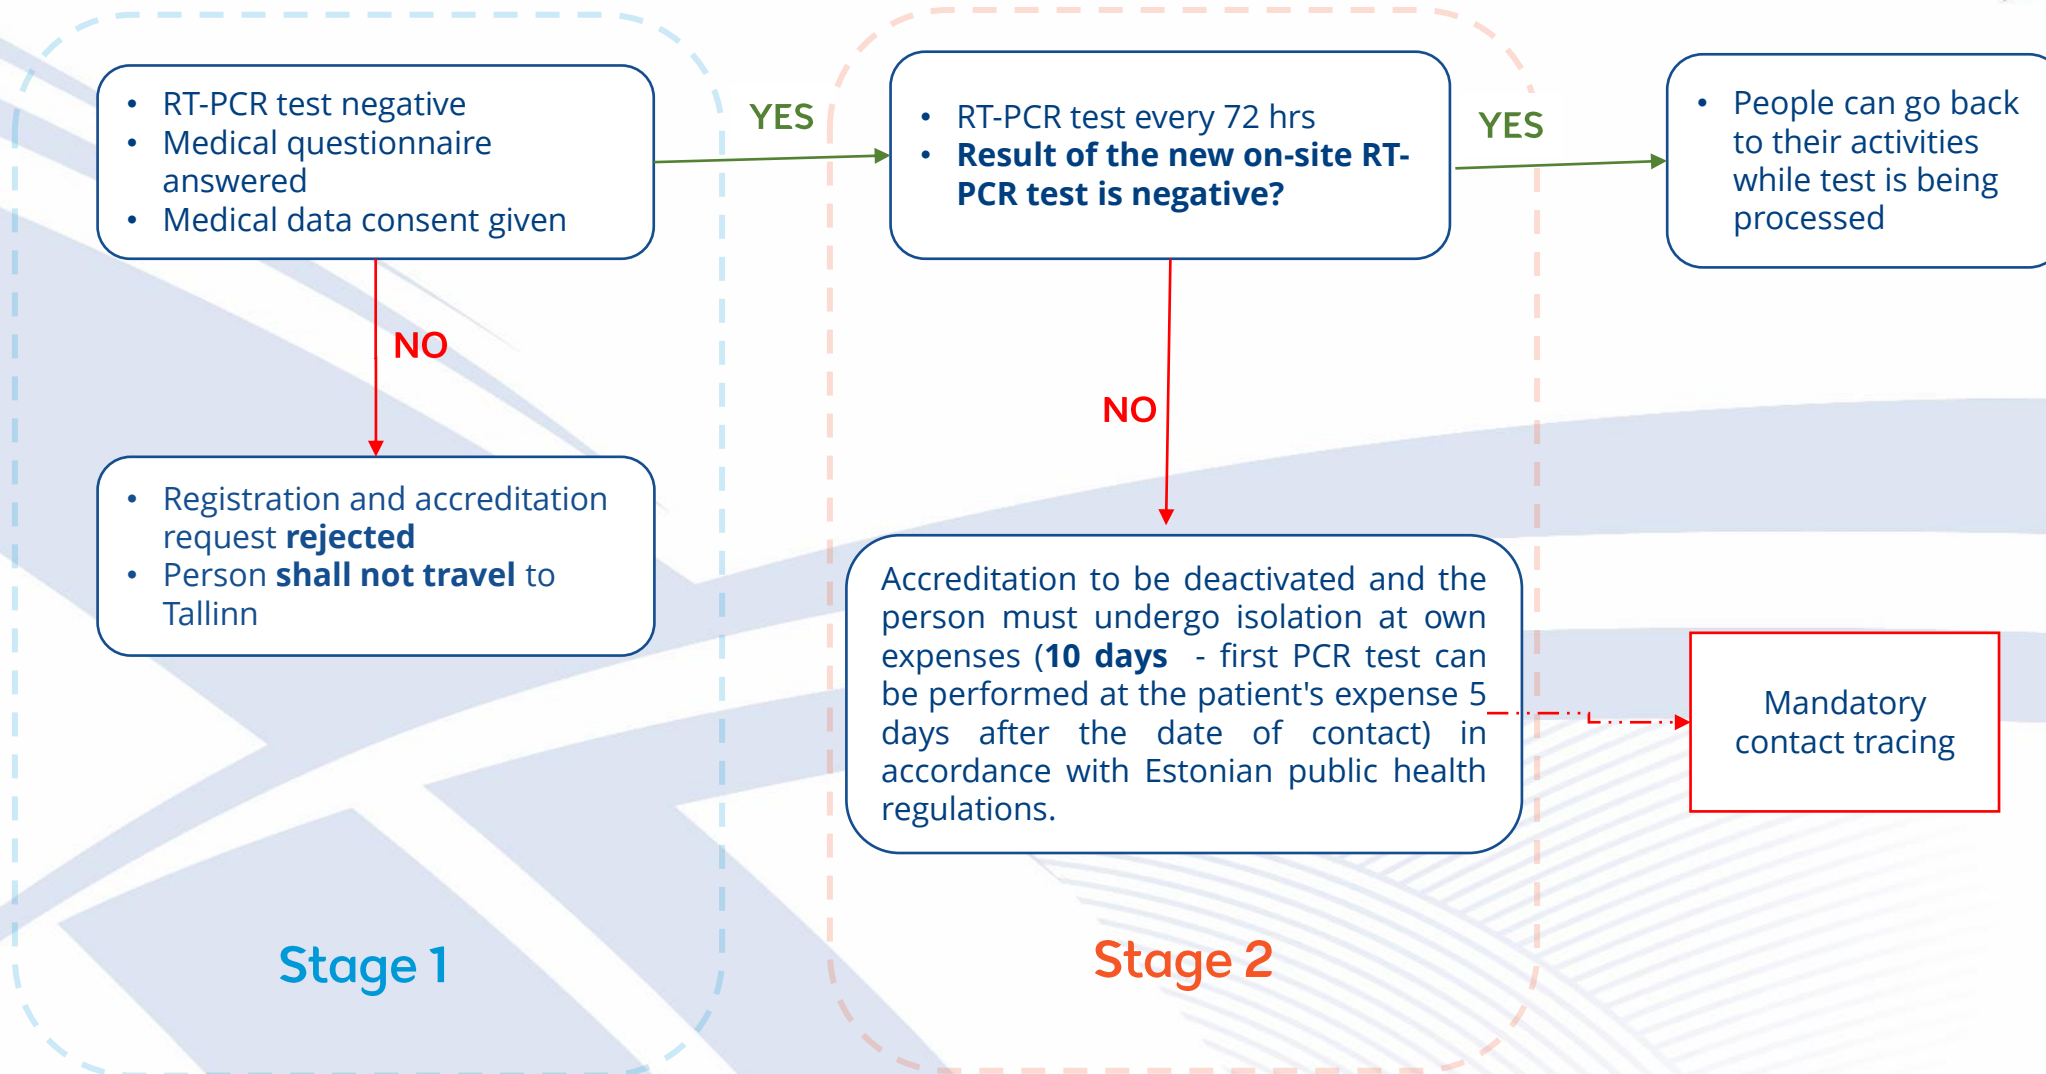 • RT-PCR test negative
• Medical questionnaire
answered
• Medical data consent given
YES
• RT-PCR test every 72 hrs
• Result of the new on-site RT-
PCR test is negative?
YES
• People can go back
to their activities
while test is being
processed
NO
NO
• Registration and accreditation
request rejected
• Person shall not travel to
Tallinn
Accreditation to be deactivated and the
person must undergo isolation at own
expenses (10 days - first PCR test can
be performed at the patient's expense 5
days after the date of contact) in
accordance with Estonian public health
regulations.
Mandatory
contact tracing
Stage 1
Stage 2